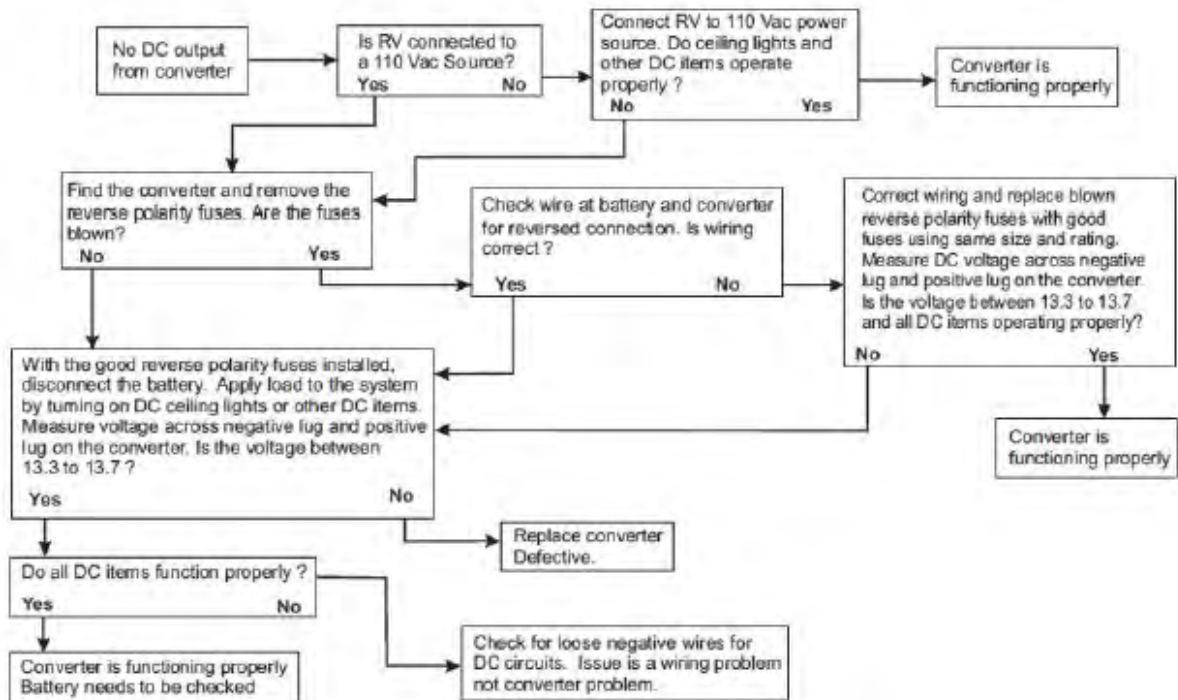 No DC output
from converter
Is RV connected to
a 110 Vac Source?
Yes No
Connect RV to 110 Vac power
source. Do ceiling lights and
other DC items operate
properly ?
No Yes
Converter is
functioning properly
Find the converter and remove the
reverse polarity fuses. Are the fuses
blown?
No Yes
Check wire at battery and converter
for reversed connection. Is wiring
correct ?
Yes No
Correct wiring and replace blown
reverse polarity fuses with good
fuses using same size and rating.
Measure DC voltage across negative
lug and positive lug on the converter.
Is the voltage between 13.3 to 13.7
and all DC items operating properly?
No Yes
Converter is
functioning properly
With the good reverse polarity fuses installed,
disconnect the battery. Apply load to the system
by turning on DC ceiling lights or other DC items.
Measure voltage across negative lug and positive
lug on the converter. Is the voltage between
13.3 to 13.7 ?
Yes No
Replace converter
Defective.
Do all DC items function properly ?
Yes No
Check for loose negative wires for
DC circuits. Issue is a wiring problem
not converter problem.
Converter is functioning properly
Battery needs to be checked